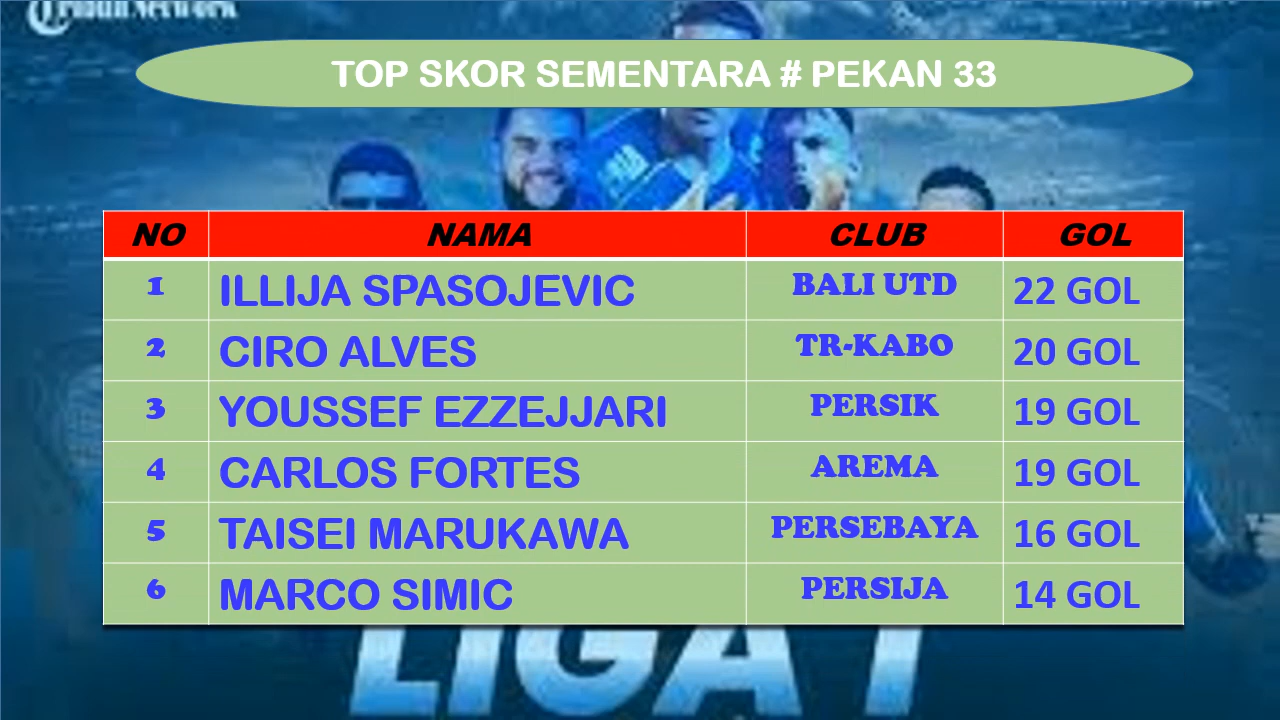 Tribun Network
TOP SKOR SEMENTARA # PEKAN 33
NO NAMA CLUB GOL
1 ILLIJA SPASOJEVIC BALI UTD 22 GOL
2 CIRO ALVES TR-KABO 20 GOL
3 YOUSSEF EZZEJJARI PERSIK 19 GOL
4 CARLOS FORTES AREMA 19 GOL
5 TAISEI MARUKAWA PERSEBAYA 16 GOL
6 MARCO SIMIC PERSIJA 14 GOL
LIGA 1